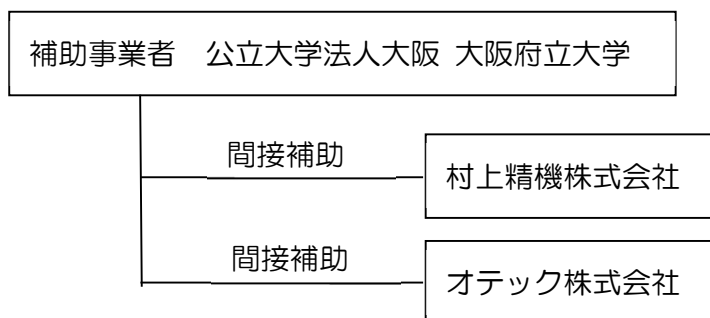 補助事業者　公立大学法人大阪 大阪府立大学
間接補助
村上精機株式会社
間接補助
オテック株式会社